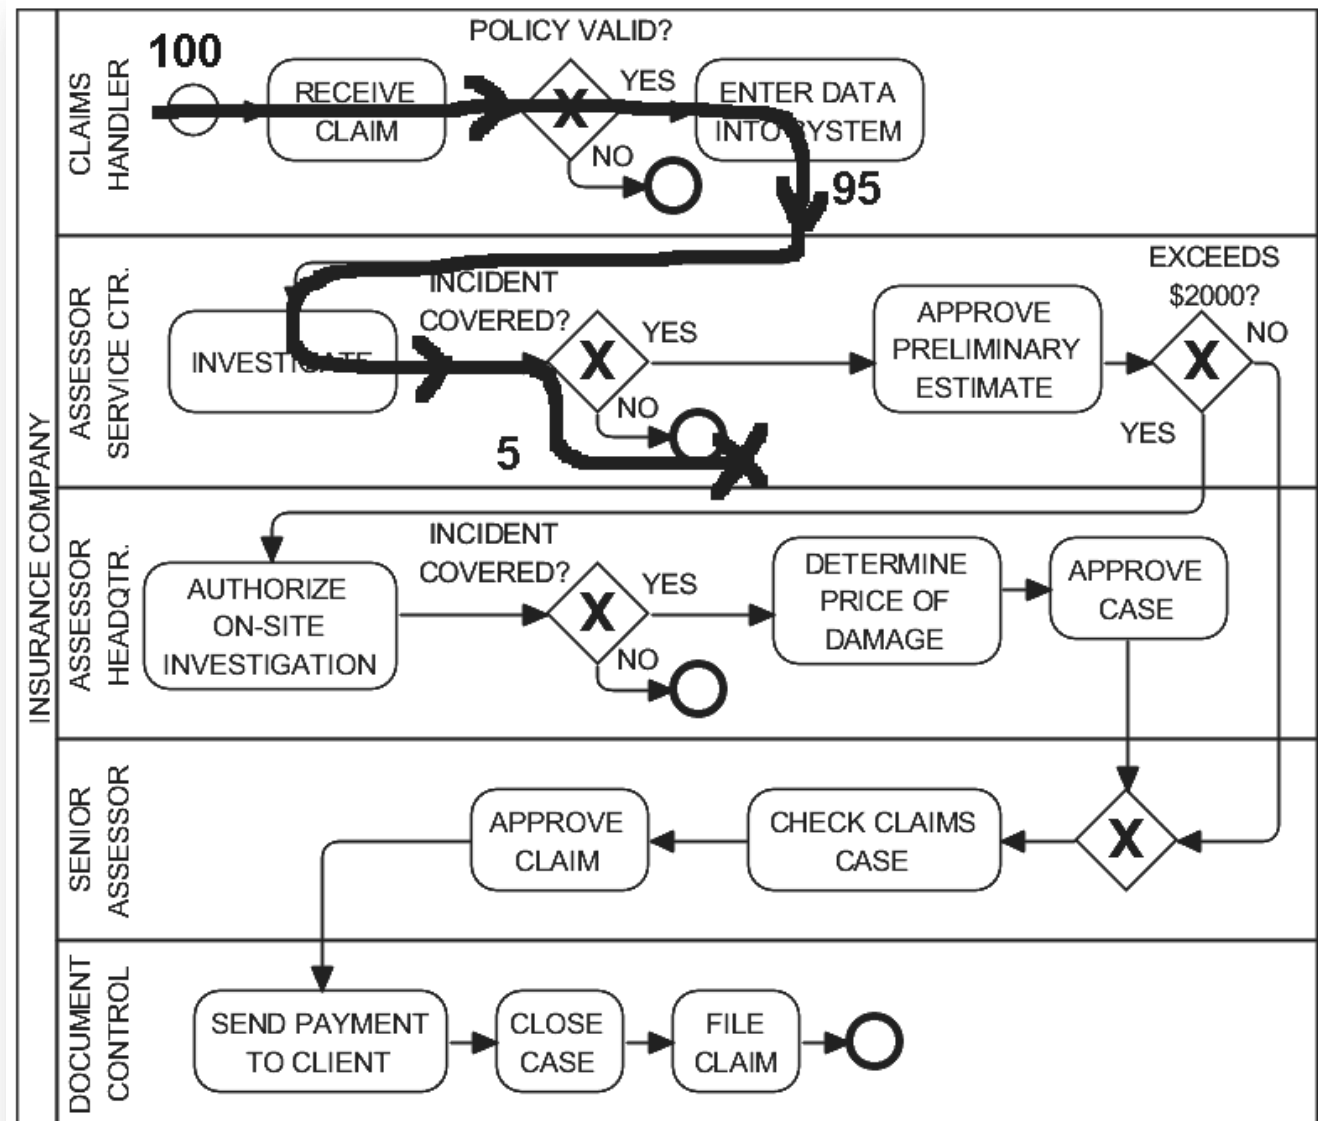 INSURANCE COMPANY
CLAIMS
HANDLER
100
RECEIVE
CLAIM
POLICY VALID?
X
YES
NO
ENTER DATA
INTO SYSTEM
95
ASSESSOR
SERVICE CTR.
INVESTIGATE
INCIDENT
COVERED?
X
YES
NO
5
APPROVE
PRELIMINARY
ESTIMATE
EXCEEDS
$2000?
X
NO
YES
ASSESSOR
HEADQTR.
AUTHORIZE
ON-SITE
INVESTIGATION
INCIDENT
COVERED?
X
YES
NO
DETERMINE
PRICE OF
DAMAGE
APPROVE
CASE
SENIOR
ASSESSOR
APPROVE
CLAIM
CHECK CLAIMS
CASE
X
DOCUMENT
CONTROL
SEND PAYMENT
TO CLIENT
CLOSE
CASE
FILE
CLAIM